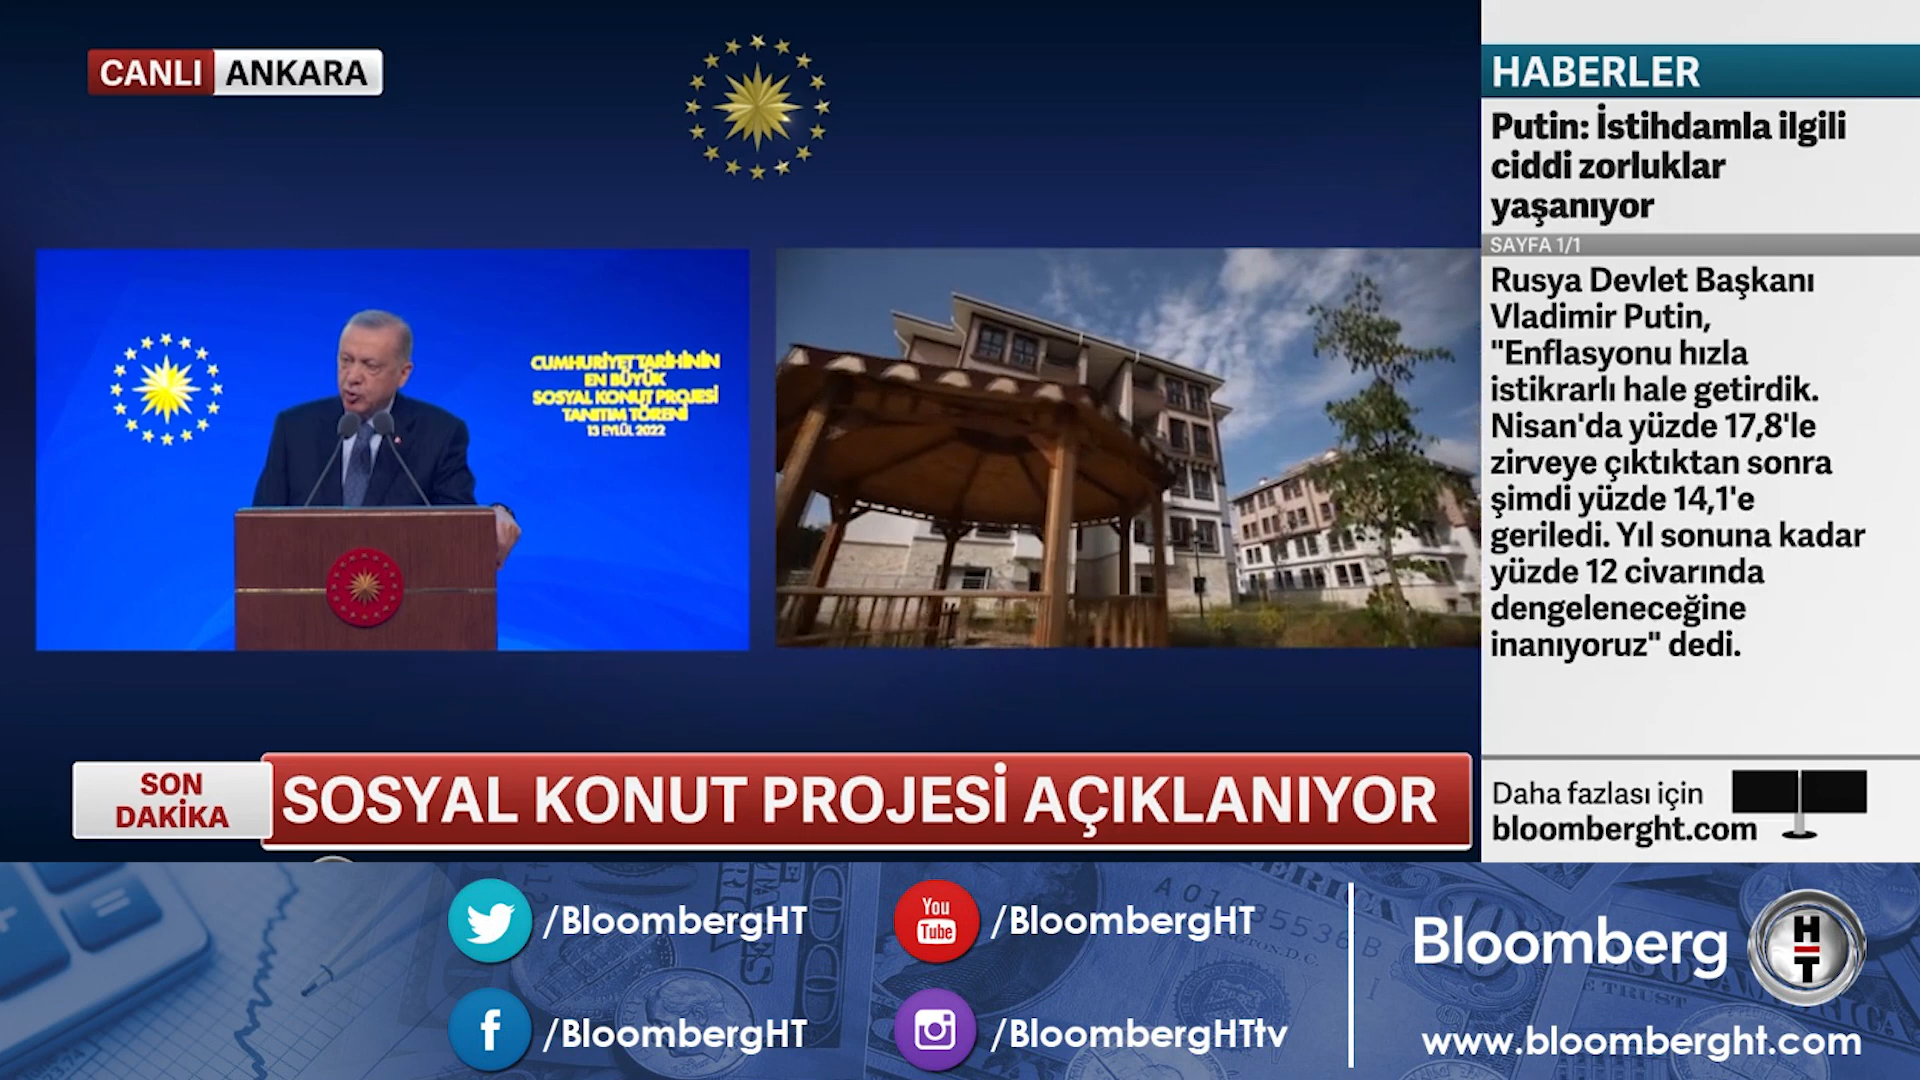 CANLI ANKARA
CUMHURİYET TARİHİNİN
EN BÜYÜK
SOSYAL KONUT PROJESİ
TANITIM TÖRENİ
13 EYLÜL 2022
HABERLER
Putin: İstihdamla ilgili
ciddi zorluklar
yaşanıyor
SAYFA 1/1
Rusya Devlet Başkanı
Vladimir Putin,
"Enflasyonu hızla
istikrarlı hale getirdik.
Nisan'da yüzde 17,8'le
zirveye çıktıktan sonra
şimdi yüzde 14,1'e
geriledi. Yıl sonuna kadar
yüzde 12 civarında
dengeleneceğine
inanıyoruz" dedi.
Daha fazlası için
bloomberght.com
SON
DAKİKA
SOSYAL KONUT PROJESİ AÇIKLANIYOR
/BloombergHT
You
Tube
/BloombergHT
/BloombergHT
/BloombergHTtv
Bloomberg HT
www.bloomberght.com